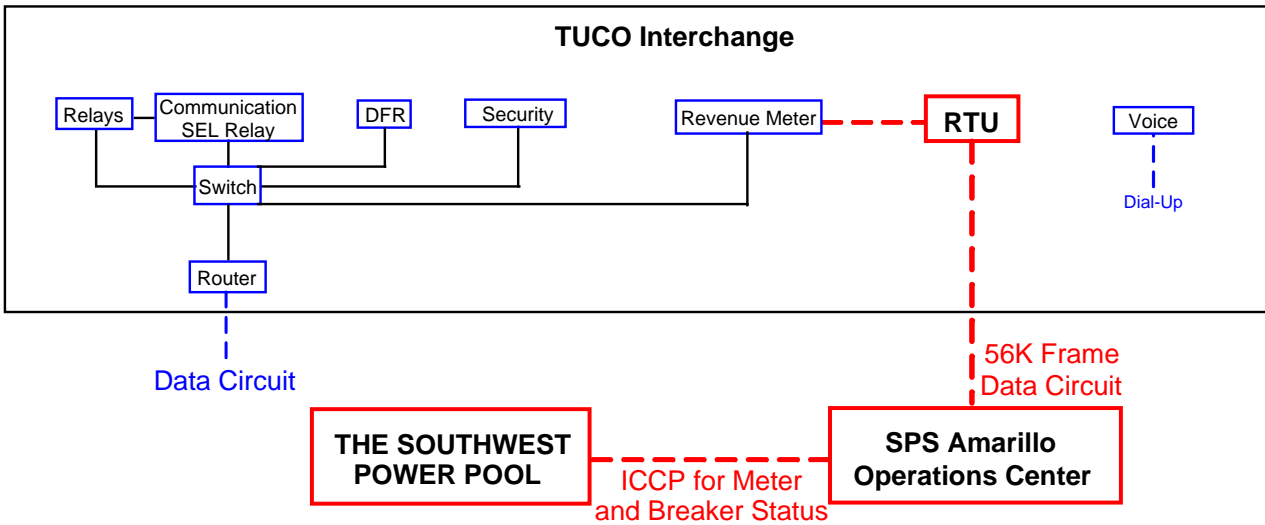 TUCO Interchange
Relays
Communication
SEL Relay
DFR
Security
Revenue Meter
RTU
Voice
Switch
Dial-Up
Router
Data Circuit
56K Frame
Data Circuit
THE SOUTHWEST
POWER POOL
ICCP for Meter
and Breaker Status
SPS Amarillo
Operations Center